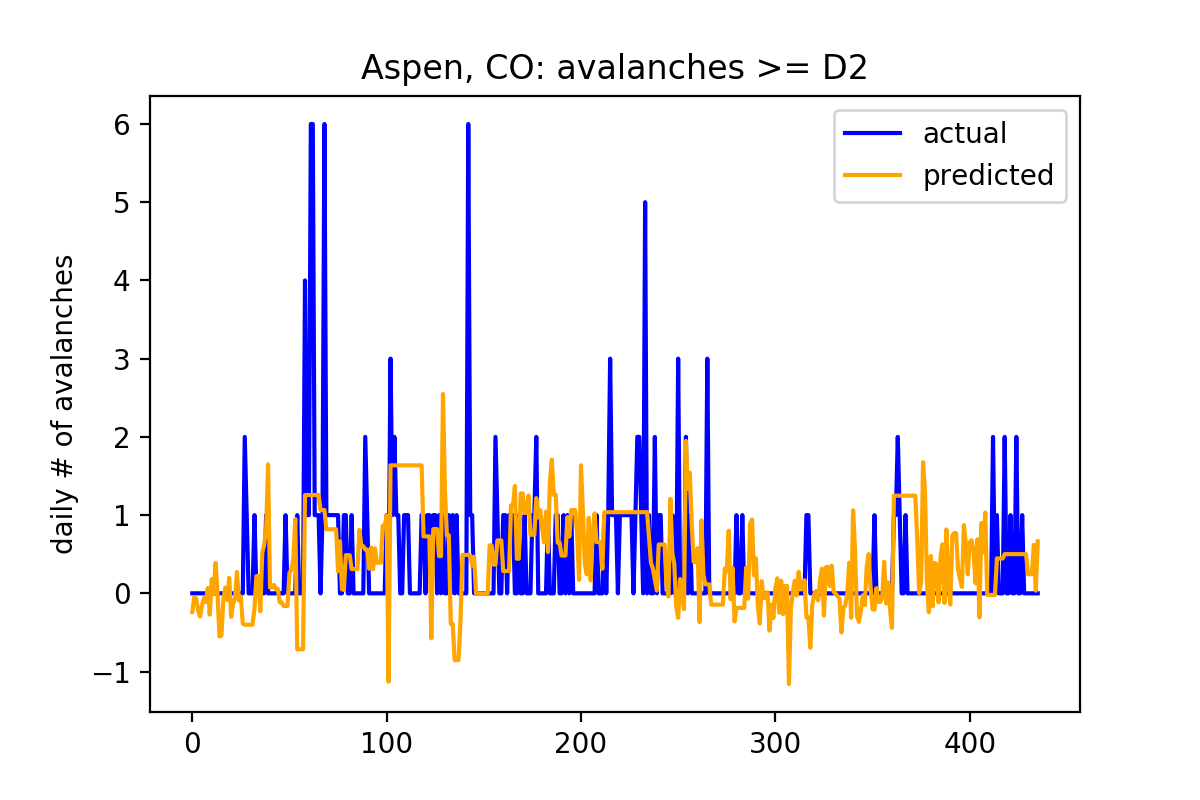 Aspen, CO: avalanches >= D2
actual
predicted
daily # of avalanches
6
5
4
3
2
1
0
−1
0 100 200 300 400